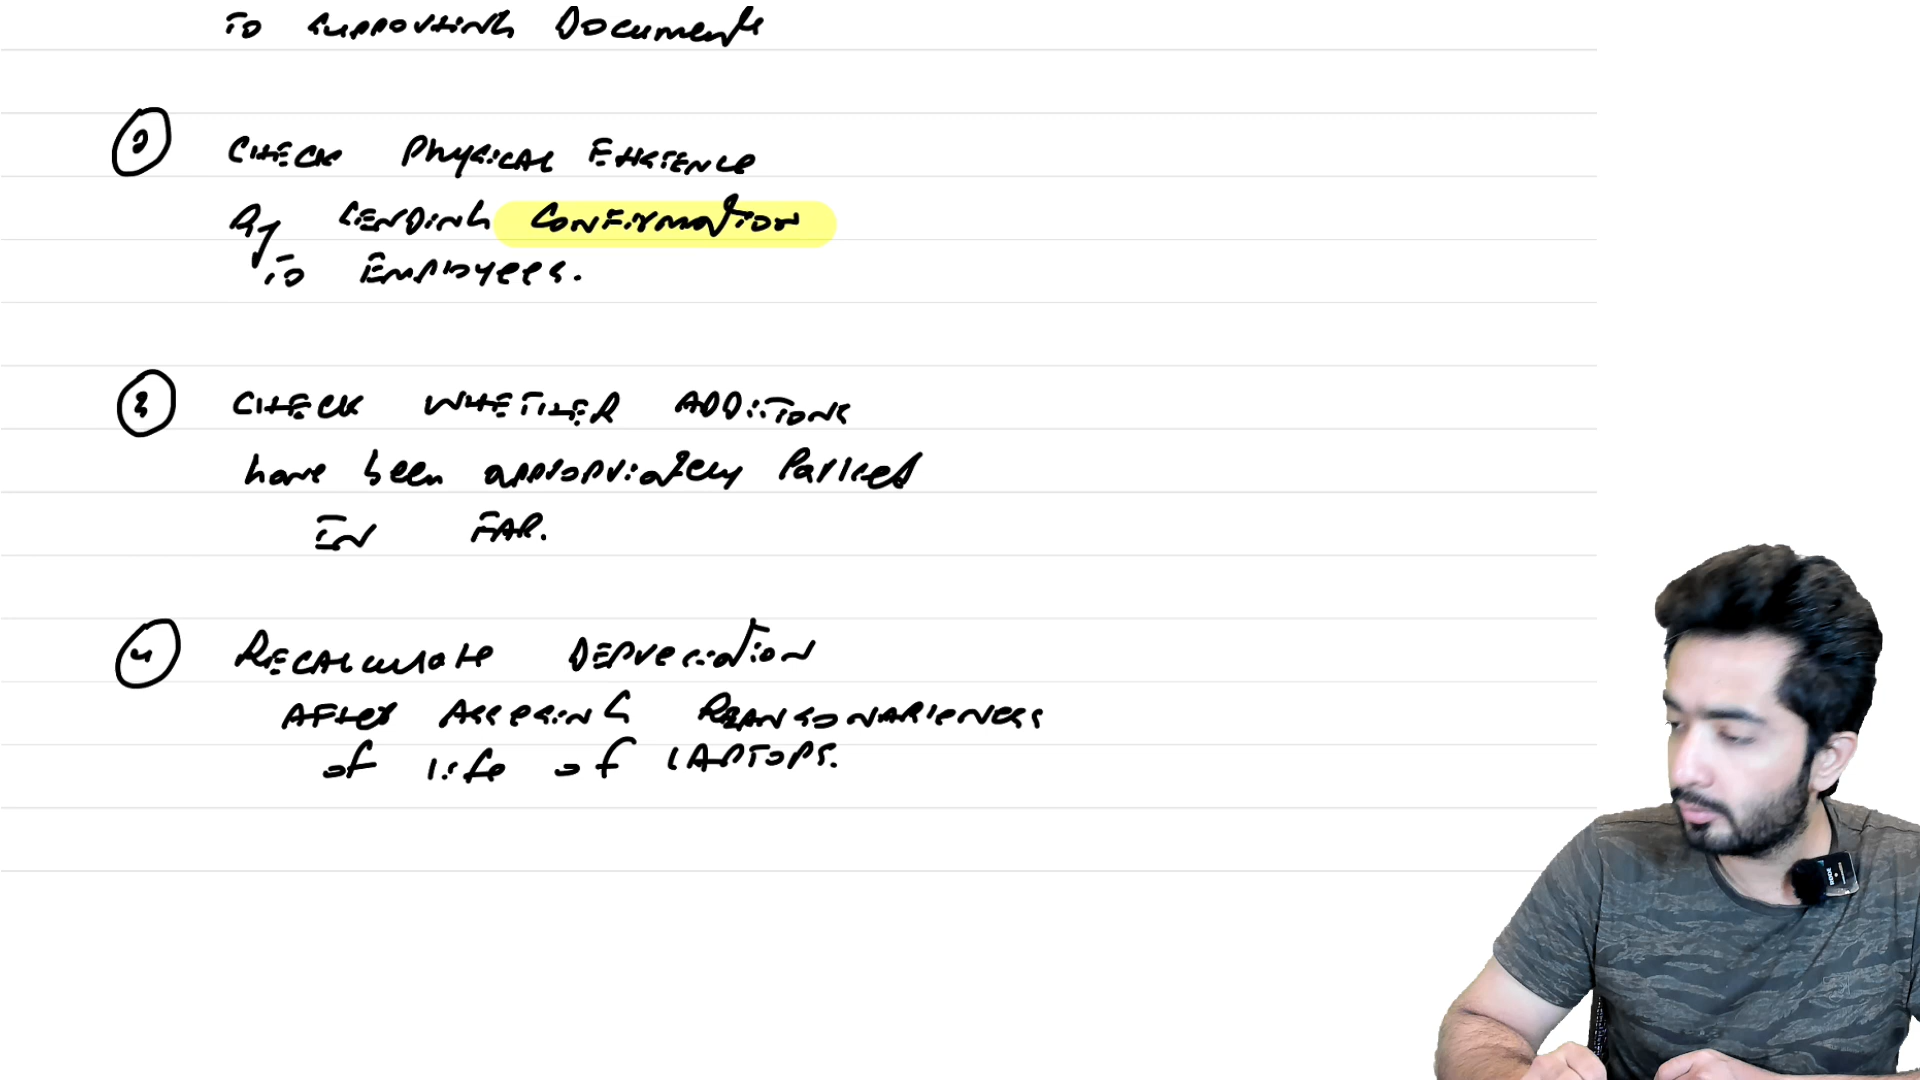 To supporting Documents
② CHECK Physical EXISTENCE
By SENDING CONFIRMATION
To EMPLOYEES.
③ CHECK WHETHER ADDITIONS
have been appropriately
IN FAR.
④ RECALCULATE DEPRECIATION
AFTER ASSESSING REASONABLENESS
of life of LAPTOPS.